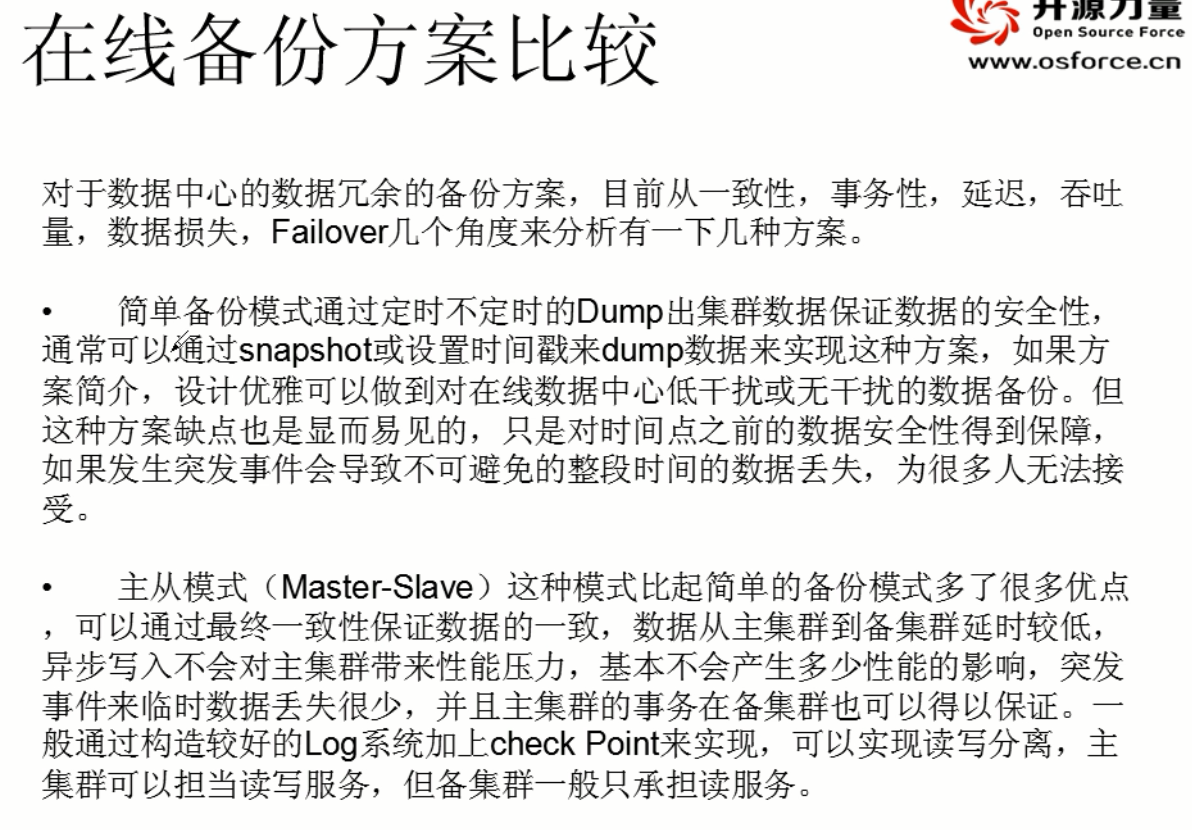 在线备份方案比较
开源力量
Open Source Force
www.osforce.cn
对于数据中心的数据冗余的备份方案，目前从一致性，事务性，延迟，吞吐
量，数据损失，Failover几个角度来分析有一下几种方案。
• 简单备份模式通过定时不定时的Dump出集群数据保证数据的安全性，
通常可以通过snapshot或设置时间戳来dump数据来实现这种方案，如果方
案简介，设计优雅可以做到对在线数据中心低干扰或无干扰的数据备份。但
这种方案缺点也是显而易见的，只是对时间点之前的数据安全性得到保障，
如果发生突发事件会导致不可避免的整段时间的数据丢失，为很多人无法接
受。
• 主从模式（Master-Slave）这种模式比起简单的备份模式多了很多优点
，可以通过最终一致性保证数据的一致，数据从主集群到备集群延时较低，
异步写入不会对主集群带来性能压力，基本不会产生多少性能的影响，突发
事件来临时数据丢失很少，并且主集群的事务在备集群也可以得以保证。一
般通过构造较好的Log系统加上check Point来实现，可以实现读写分离，主
集群可以担当读写服务，但备集群一般只承担读服务。